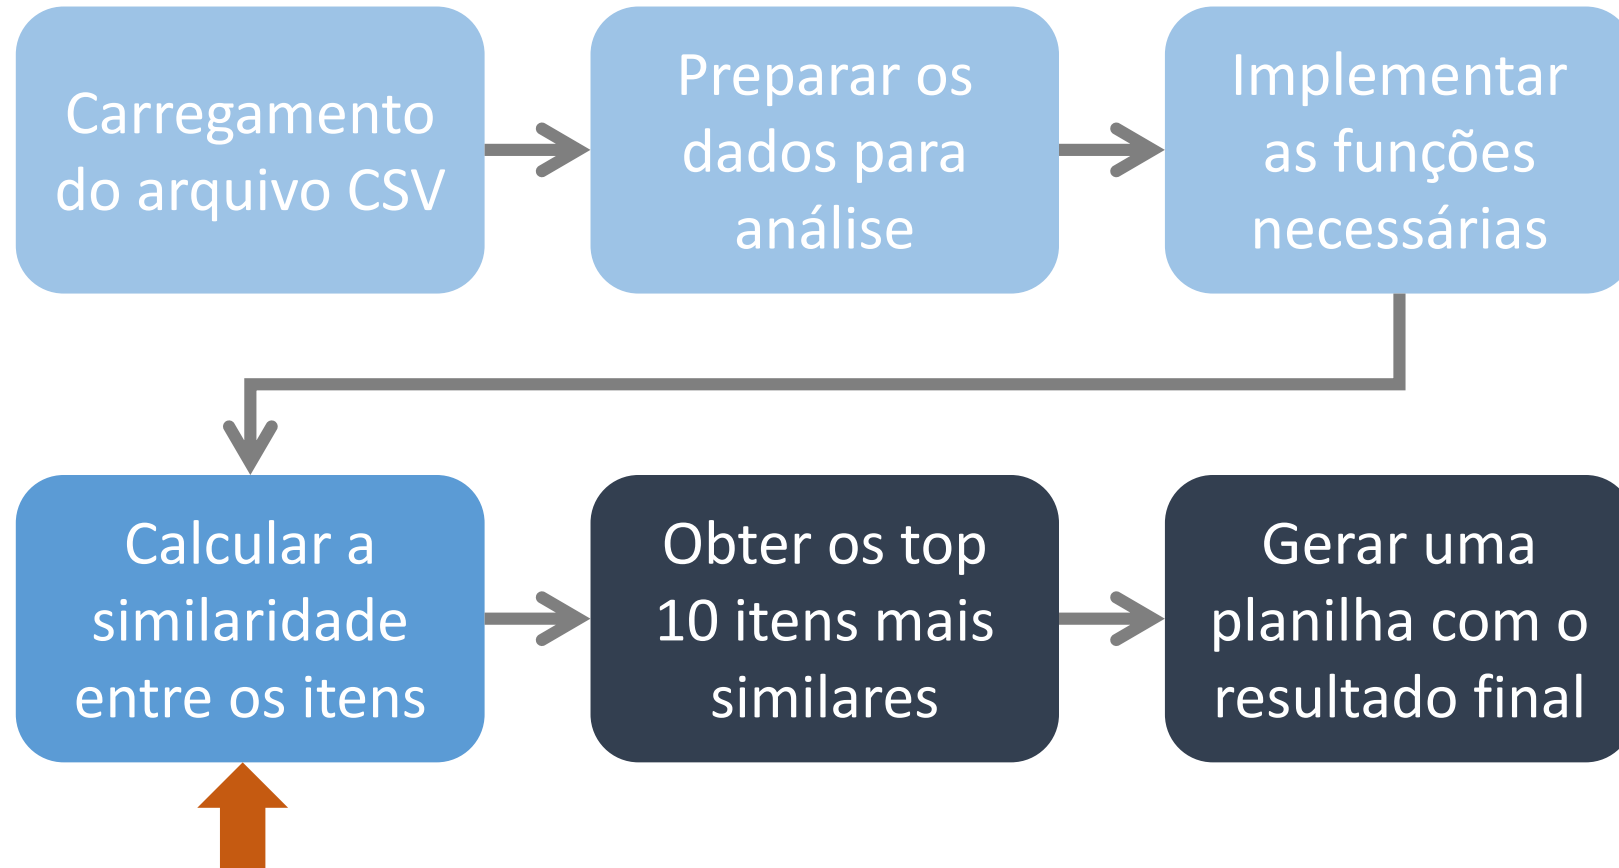 Carregamento
do arquivo CSV
Preparar os
dados para
análise
Implementar
as funções
necessárias
Calcular a
similaridade
entre os itens
Obter os top
10 itens mais
similares
Gerar uma
planilha com o
resultado final